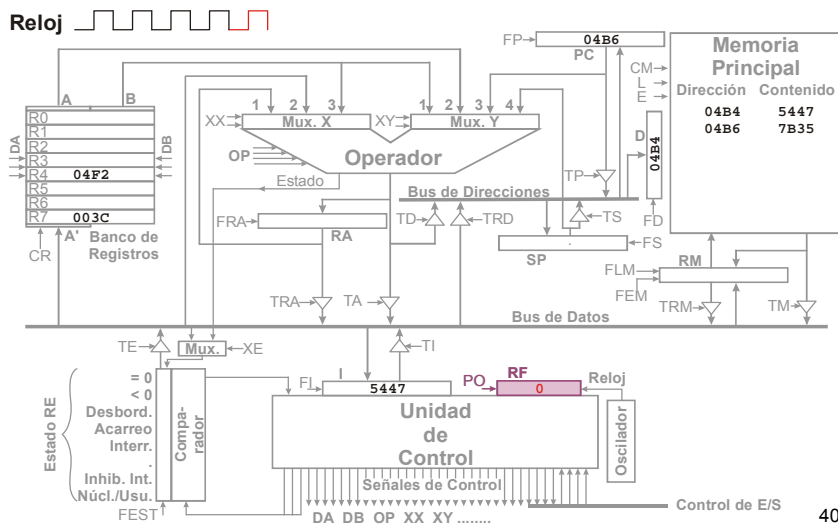 Reloj
FP
04B6
PC
Memoria
Principal
Dirección Contenido
04B4 5447
04B6 7B35
CM
L
E
A B
1 2 3
1 2 3 4
XX
Mux. X
XY
Mux. Y
OP
Operador
Estado
R0
R1
R2
R3
R4 04F2
R5
R6
R7 003C
DA
DB
A'
Banco de
Registros
CR
D
04B4
FD
TP
Bus de Direcciones
FRA
RA
TD
TRD
TS
SP
.
FS
FLM
RM
FEM
TRA
TA
TRM
TM
Bus de Datos
TE
Mux.
XE
TI
I
FI
5447
PO
RF
0
Reloj
Estado RE
= 0
< 0
Desbord.
Acarreo
Interr.
.
Inhib. Int.
Núcl./Usu.
FEST
Compa-
rador
Unidad
de
Control
Oscilador
Señales de Control
DA DB OP XX XY ........
Control de E/S
40